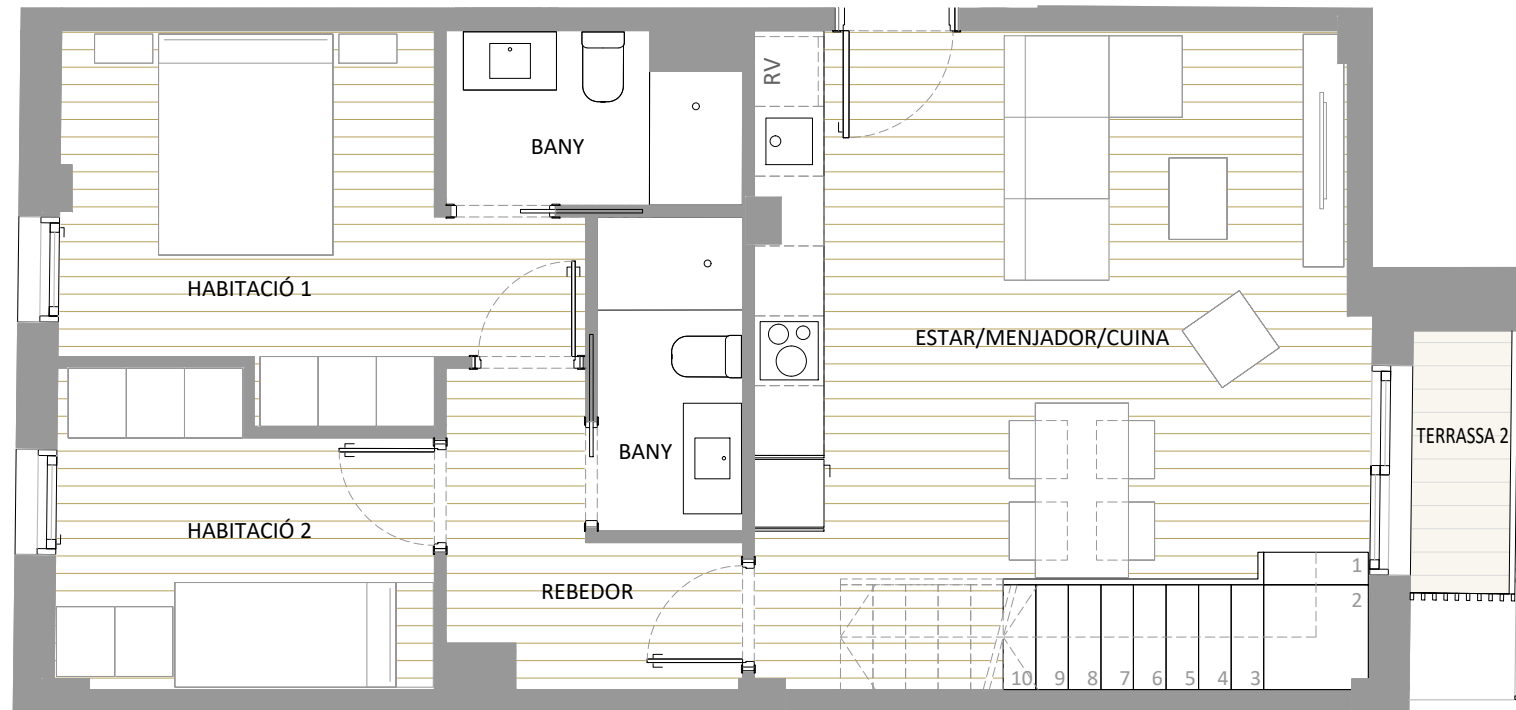 RV
BANY
HABITACIÓ 1
ESTAR/MENJADOR/CUINA
TERRASSA 2
BANY
HABITACIÓ 2
REBEDOR
1
2
10 9 8 7 6 5 4 3